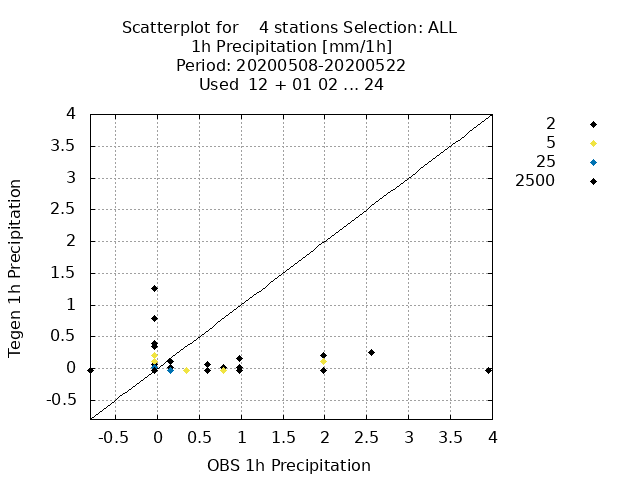 Scatterplot for    4 stations Selection: ALL
1h Precipitation [mm/1h]
Period: 20200508-20200522
Used  12 + 01 02 ... 24
4
3.5
3
2.5
2
1.5
1
0.5
0
-0.5
Tegen 1h Precipitation
-0.5 0 0.5 1 1.5 2 2.5 3 3.5 4
OBS 1h Precipitation
2
5
25
2500